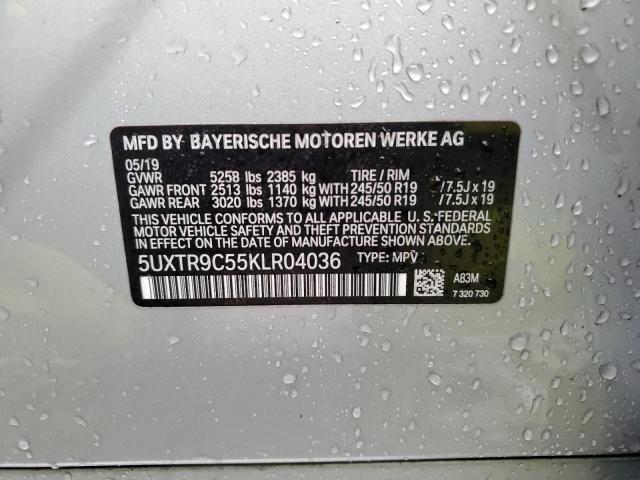 MFD BY BAYERISCHE MOTOREN WERKE AG
05/19
GVWR 5258 lbs 2385 kg TIRE / RIM
GAWR FRONT 2513 lbs 1140 kg WITH 245/50 R19 /7.5J x 19
GAWR REAR 3020 lbs 1370 kg WITH 245/50 R19 /7.5J x 19
THIS VEHICLE CONFORMS TO ALL APPLICABLE U.S. FEDERAL
MOTOR VEHICLE SAFETY AND THEFT PREVENTION STANDARDS
IN EFFECT ON THE DATE OF MANUFACTURE SHOWN ABOVE.
5UXTR9C55KLR04036 TYPE: MPV
A83M
7 320 730